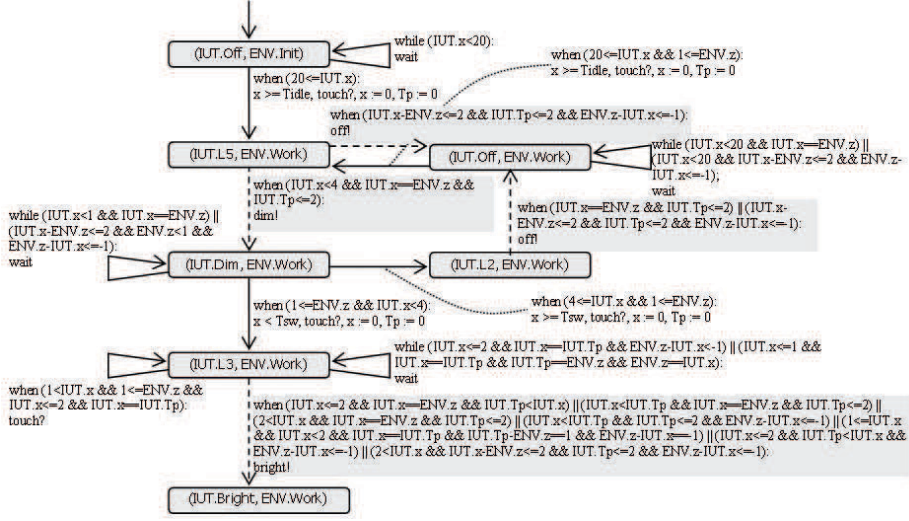 (IUT.Off, ENV.Init)
while (IUT.x<20):
wait
when (20<=IUT.x && 1<=ENV.z):
x >= Tidle, touch?, x := 0, Tp := 0
when (20<=IUT.x):
x >= Tidle, touch?, x := 0, Tp := 0
when (IUT.x-ENV.z<=2 && IUT.Tp<=2 && ENV.z-IUT.x<=-1):
off!
(IUT.L5, ENV.Work)
(IUT.Off, ENV.Work)
while (IUT.x<20 && IUT.x==ENV.z) ||
(IUT.x<20 && IUT.x-ENV.z<=2 && ENV.z-
IUT.x<=-1);
wait
when (IUT.x<4 && IUT.x==ENV.z &&
IUT.Tp<=2):
dim!
when (IUT.x==ENV.z && IUT.Tp<=2) || (IUT.x-
ENV.z<=2 && IUT.Tp<=2 && ENV.z-IUT.x<=-1):
off!
while (IUT.x<1 && IUT.x==ENV.z) ||
(IUT.x-ENV.z<=2 && ENV.z<1 &&
ENV.z-IUT.x<=-1):
wait
(IUT.Dim, ENV.Work)
(IUT.L2, ENV.Work)
when (1<=ENV.z && IUT.x<4):
x < Tsw, touch?, x := 0, Tp := 0
when (4<=IUT.x && 1<=ENV.z):
x >= Tsw, touch?, x := 0, Tp := 0
(IUT.L3, ENV.Work)
while (IUT.x<=2 && IUT.x==IUT.Tp && ENV.z-IUT.x<-1) || (IUT.x<=1 &&
IUT.x==IUT.Tp && IUT.Tp==ENV.z && ENV.z==IUT.x):
wait
when (1<IUT.x && 1<=ENV.z &&
IUT.x<=2 && IUT.x==IUT.Tp):
touch?
when (IUT.x<=2 && IUT.x==ENV.z && IUT.Tp<IUT.x) || (IUT.x<IUT.Tp && IUT.x==ENV.z && IUT.Tp<=2) ||
(2<IUT.x && IUT.x==ENV.z && IUT.Tp<=2) || (IUT.x<IUT.Tp && IUT.Tp<=2 && ENV.z-IUT.x<=-1) || (1<=IUT.x
&& IUT.x<2 && IUT.x==IUT.Tp && IUT.Tp-ENV.z==1 && ENV.z-IUT.x==-1) || (IUT.x<=2 && IUT.Tp<IUT.x &&
ENV.z-IUT.x<=-1) || (2<IUT.x && IUT.x-ENV.z<=2 && IUT.Tp<=2 && ENV.z-IUT.x<=-1):
bright!
(IUT.Bright, ENV.Work)